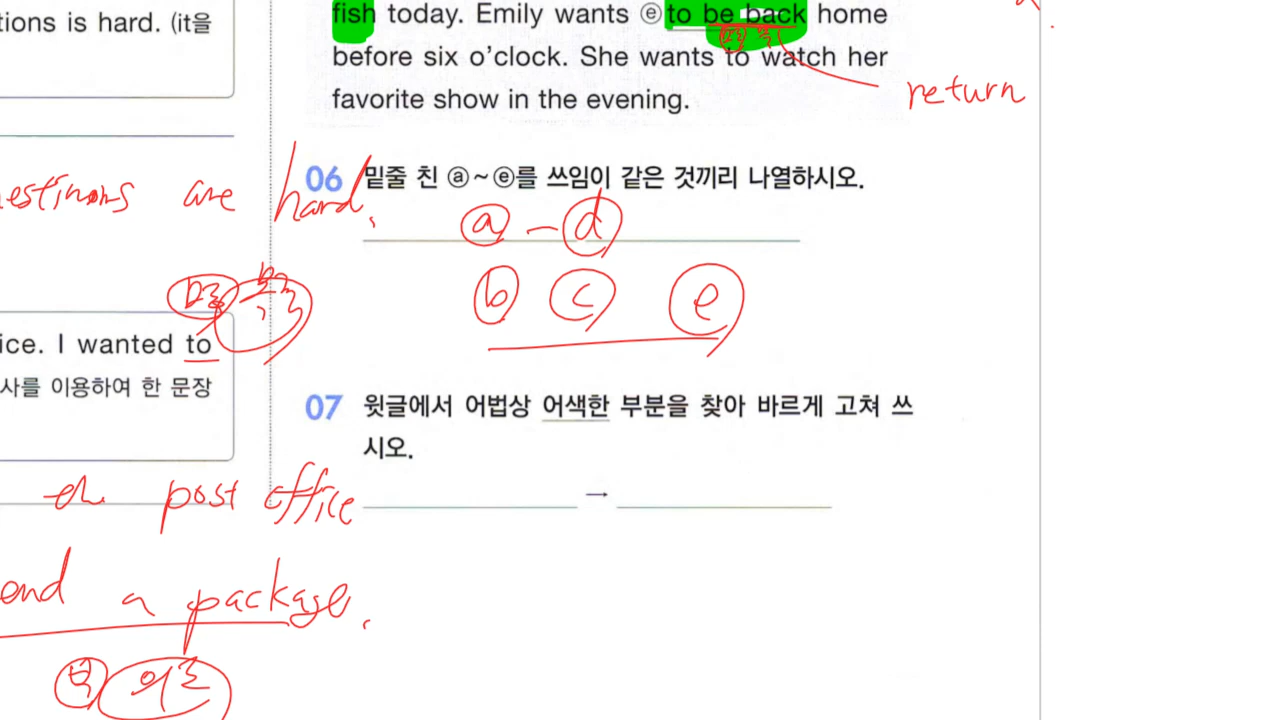 tions is hard. (it을
estinons are hard.
ice. I wanted to
사를 이용하여 한 문장
the post office
end a package.
fish today. Emily wants ⓔ to be back home
before six o'clock. She wants to watch her
favorite show in the evening.
return
06 밑줄 친 ⓐ~ⓔ를 쓰임이 같은 것끼리 나열하시오.
ⓐ - ⓓ
ⓑ ⓒ ⓔ
07 윗글에서 어법상 어색한 부분을 찾아 바르게 고쳐 쓰
시오.
→